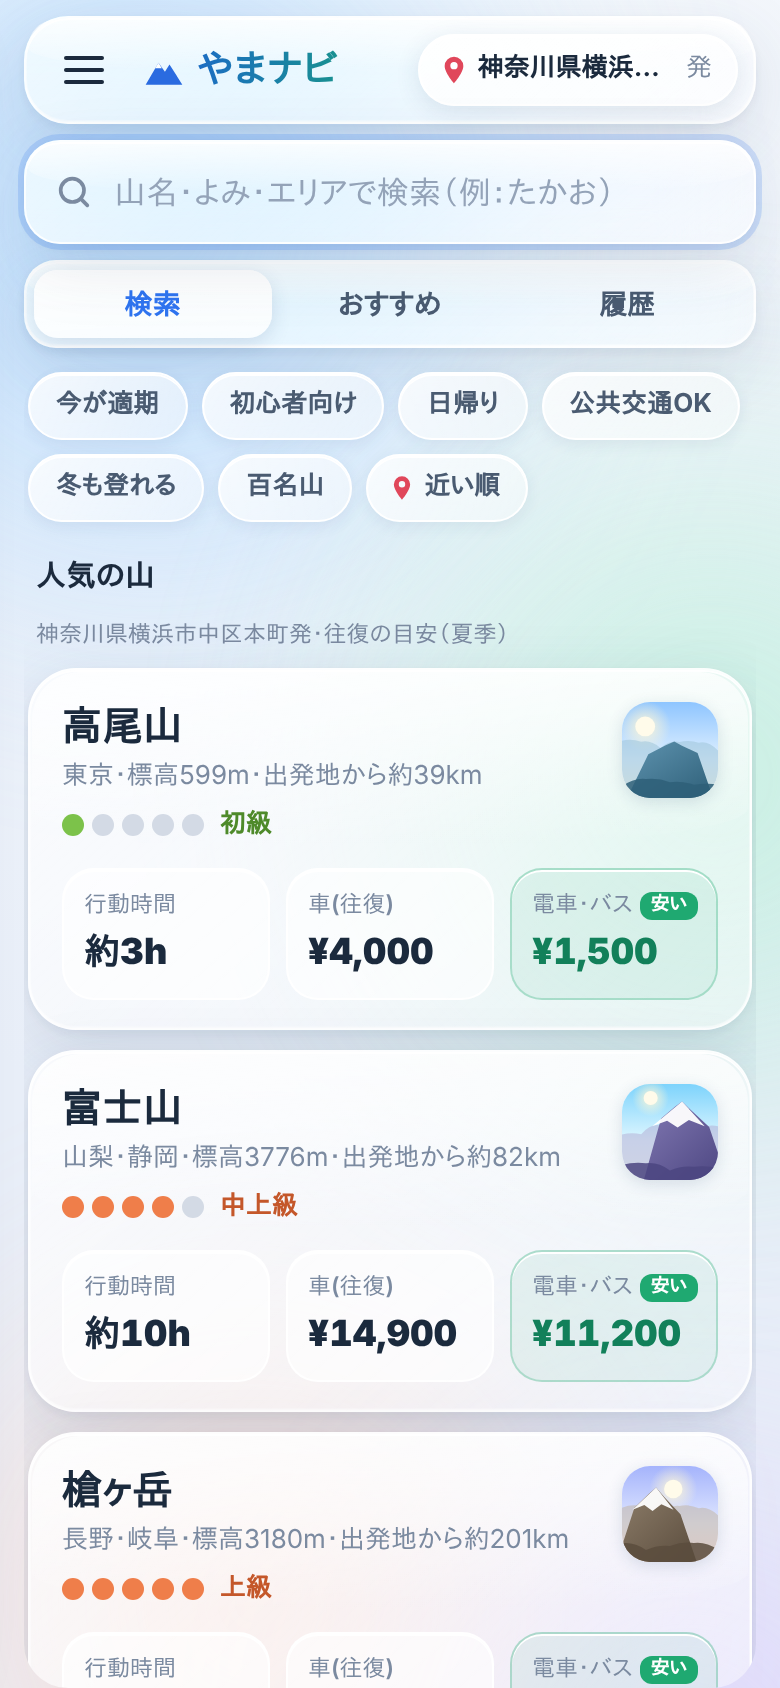 やまナビ
神奈川県横浜... 発
山名・よみ・エリアで検索（例：たかお）
検索 おすすめ 履歴
今が適期 初心者向け 日帰り 公共交通OK
冬も登れる 百名山 近い順
人気の山
神奈川県横浜市中区本町発・往復の目安（夏季）
高尾山
東京・標高599m・出発地から約39km
初級
行動時間 車(往復) 電車・バス 安い
約3h ¥4,000 ¥1,500
富士山
山梨・静岡・標高3776m・出発地から約82km
中上級
行動時間 車(往復) 電車・バス 安い
約10h ¥14,900 ¥11,200
槍ヶ岳
長野・岐阜・標高3180m・出発地から約201km
上級
行動時間 車(往復) 電車・バス 安い